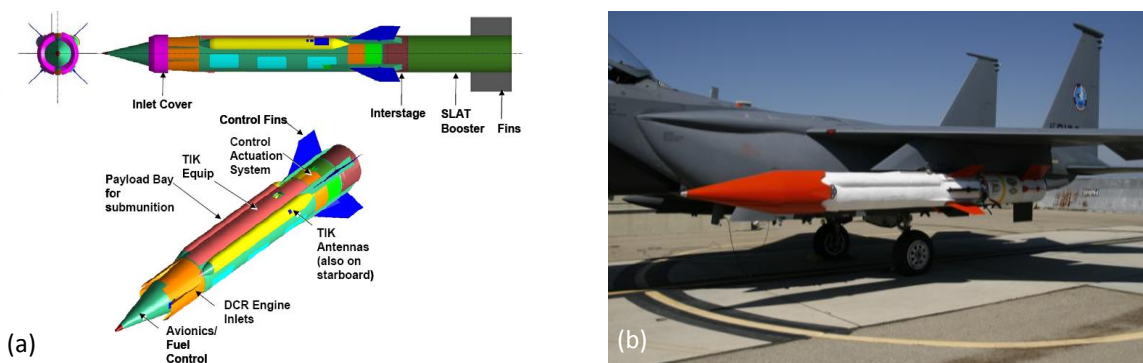 Inlet Cover
Interstage
SLAT
Booster
Fins
Control Fins
Control
Actuation
System
TIK
Equip
Payload Bay
for
submunition
TIK
Antennas
(also on
starboard)
DCR Engine
Inlets
Avionics/
Fuel
Control
(a)
(b)